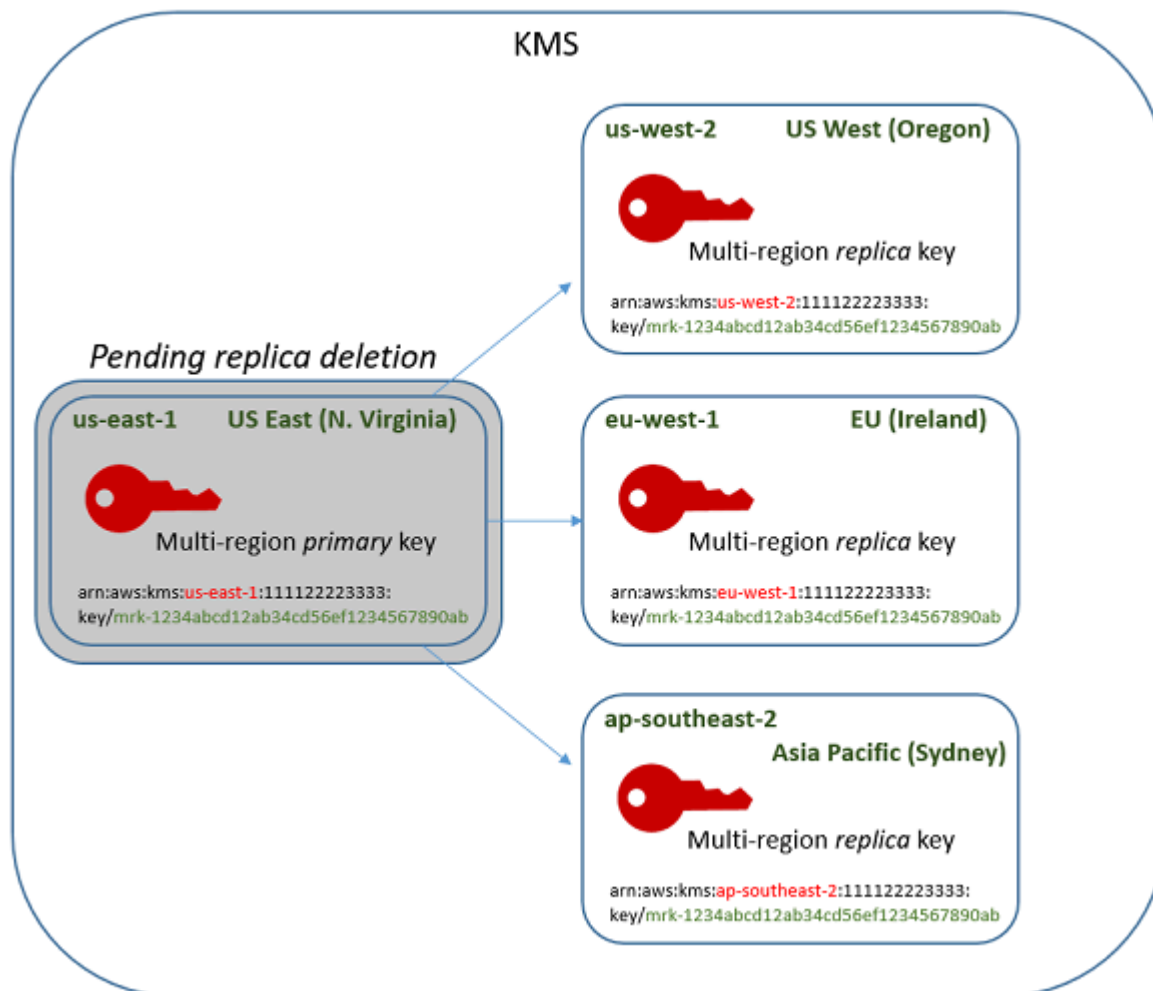 KMS
us-west-2 US West (Oregon)
Multi-region replica key
arn:aws:kms:us-west-2:111122223333:
key/mrk-1234abcd12ab34cd56ef1234567890ab
Pending replica deletion
us-east-1 US East (N. Virginia)
Multi-region primary key
arn:aws:kms:us-east-1:111122223333:
key/mrk-1234abcd12ab34cd56ef1234567890ab
eu-west-1 EU (Ireland)
Multi-region replica key
arn:aws:kms:eu-west-1:111122223333:
key/mrk-1234abcd12ab34cd56ef1234567890ab
ap-southeast-2
Asia Pacific (Sydney)
Multi-region replica key
arn:aws:kms:ap-southeast-2:111122223333:
key/mrk-1234abcd12ab34cd56ef1234567890ab